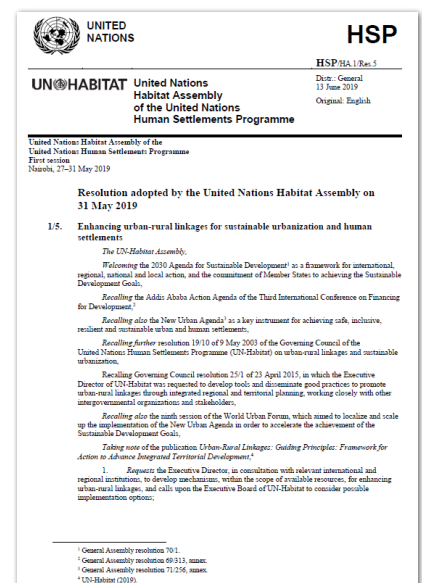 UNITED
NATIONS
HSP
HSP/HA.1/Res.5
UN HABITAT United Nations
Habitat Assembly
of the United Nations
Human Settlements Programme
Distr.: General
13 June 2019
Original: English
United Nations Habitat Assembly of the
United Nations Human Settlements Programme
First session
Nairobi, 27–31 May 2019
Resolution adopted by the United Nations Habitat Assembly on
31 May 2019
1/5. Enhancing urban-rural linkages for sustainable urbanization and human
settlements
The UN-Habitat Assembly,
Welcoming the 2030 Agenda for Sustainable Development¹ as a framework for international,
regional, national and local action, and the commitment of Member States to achieving the Sustainable
Development Goals,
Recalling the Addis Ababa Action Agenda of the Third International Conference on Financing
for Development,²
Recalling also the New Urban Agenda³ as a key instrument for achieving safe, inclusive,
resilient and sustainable urban and human settlements,
Recalling further resolution 19/10 of 9 May 2003 of the Governing Council of the
United Nations Human Settlements Programme (UN-Habitat) on urban-rural linkages and sustainable
urbanization,
Recalling Governing Council resolution 25/1 of 23 April 2015, in which the Executive
Director of UN-Habitat was requested to develop tools and disseminate good practices to promote
urban-rural linkages through integrated regional and territorial planning, working closely with other
intergovernmental organizations and stakeholders,
Recalling also the ninth session of the World Urban Forum, which aimed to localize and scale
up the implementation of the New Urban Agenda in order to accelerate the achievement of the
Sustainable Development Goals,
Taking note of the publication Urban-Rural Linkages: Guiding Principles: Framework for
Action to Advance Integrated Territorial Development,⁴
1. Requests the Executive Director, in consultation with relevant international and
regional institutions, to develop mechanisms, within the scope of available resources, for enhancing
urban-rural linkages, and calls upon the Executive Board of UN-Habitat to consider possible
implementation options;
¹ General Assembly resolution 70/1.
² General Assembly resolution 69/313, annex.
³ General Assembly resolution 71/256, annex.
⁴ UN-Habitat (2019).